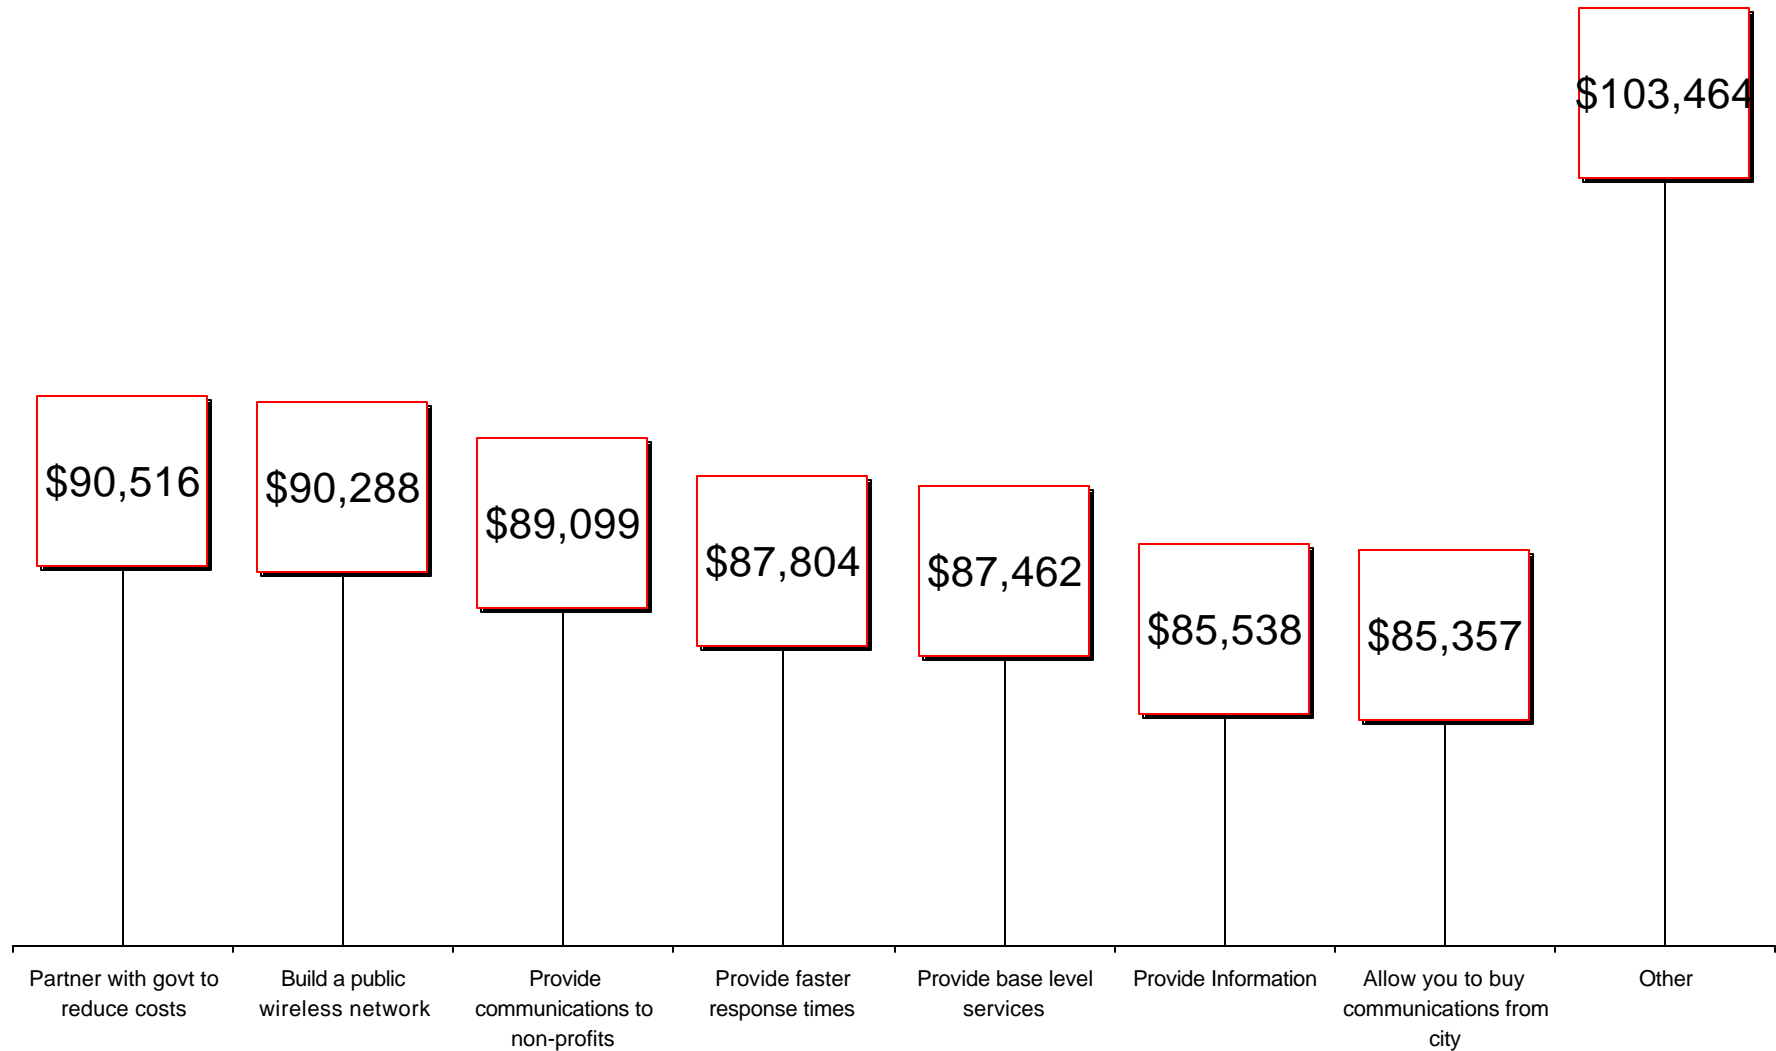 $103,464
$90,516
$90,288
$89,099
$87,804
$87,462
$85,538
$85,357
Partner with govt to
reduce costs
Build a public
wireless network
Provide
communications to
non-profits
Provide faster
response times
Provide base level
services
Provide Information
Allow you to buy
communications from
city
Other